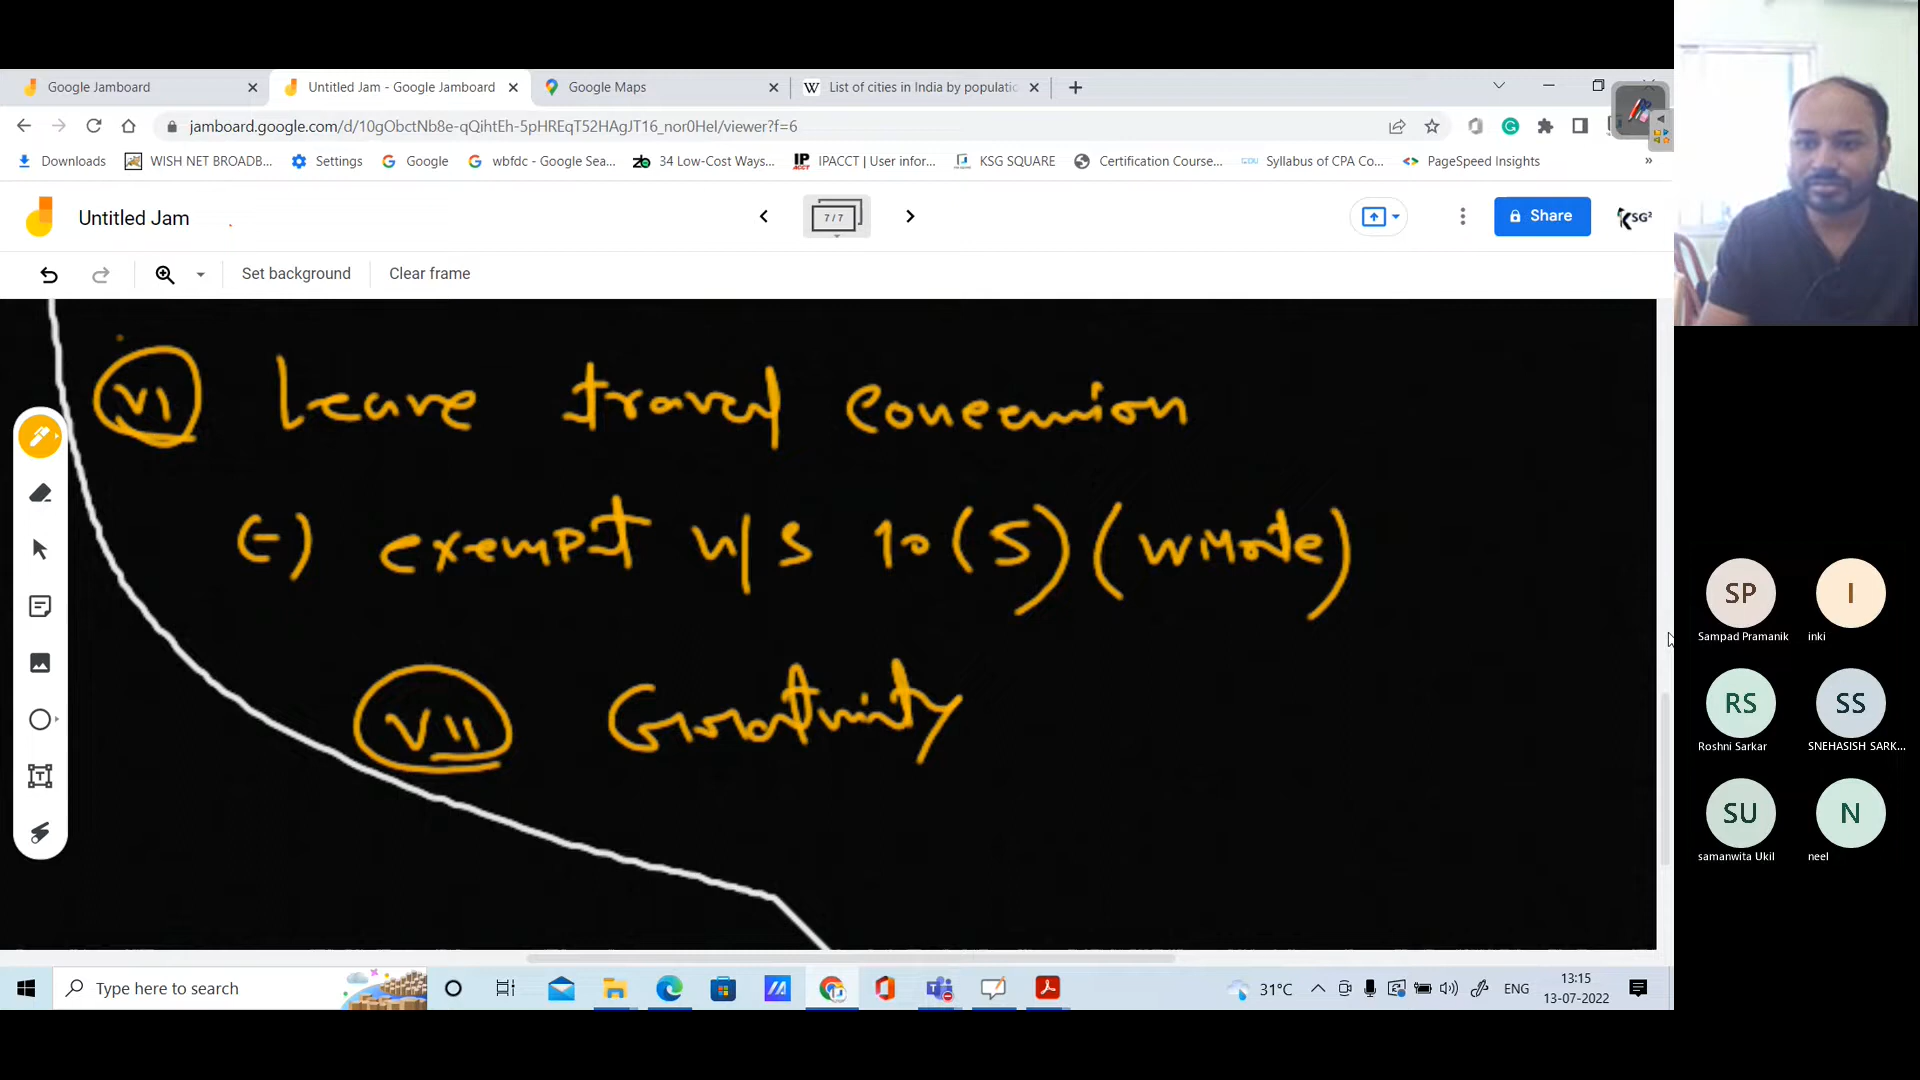 Google Jamboard
Untitled Jam - Google Jamboard
Google Maps
W List of cities in India by populatio
jamboard.google.com/d/10gObctNb8e-qQihtEh-5pHREqT52HAgJT16_nor0HeI/viewer?f=6
Downloads
WISH NET BROADB...
Settings
Google
wbfdc - Google Sea...
34 Low-Cost Ways...
IPACCT | User infor...
KSG SQUARE
Certification Course...
Syllabus of CPA Co...
PageSpeed Insights
»
Untitled Jam
7 / 7
Share
KSG²
Set background
Clear frame
VI Leave travel concession
(-) exempt u/s 10(5) (whole)
VII Gratuity
SP
I
Sampad Pramanik
inki
RS
SS
Roshni Sarkar
SNEHASISH SARK...
SU
N
samanwita Ukil
neel
Type here to search
31°C
ENG
13:15
13-07-2022